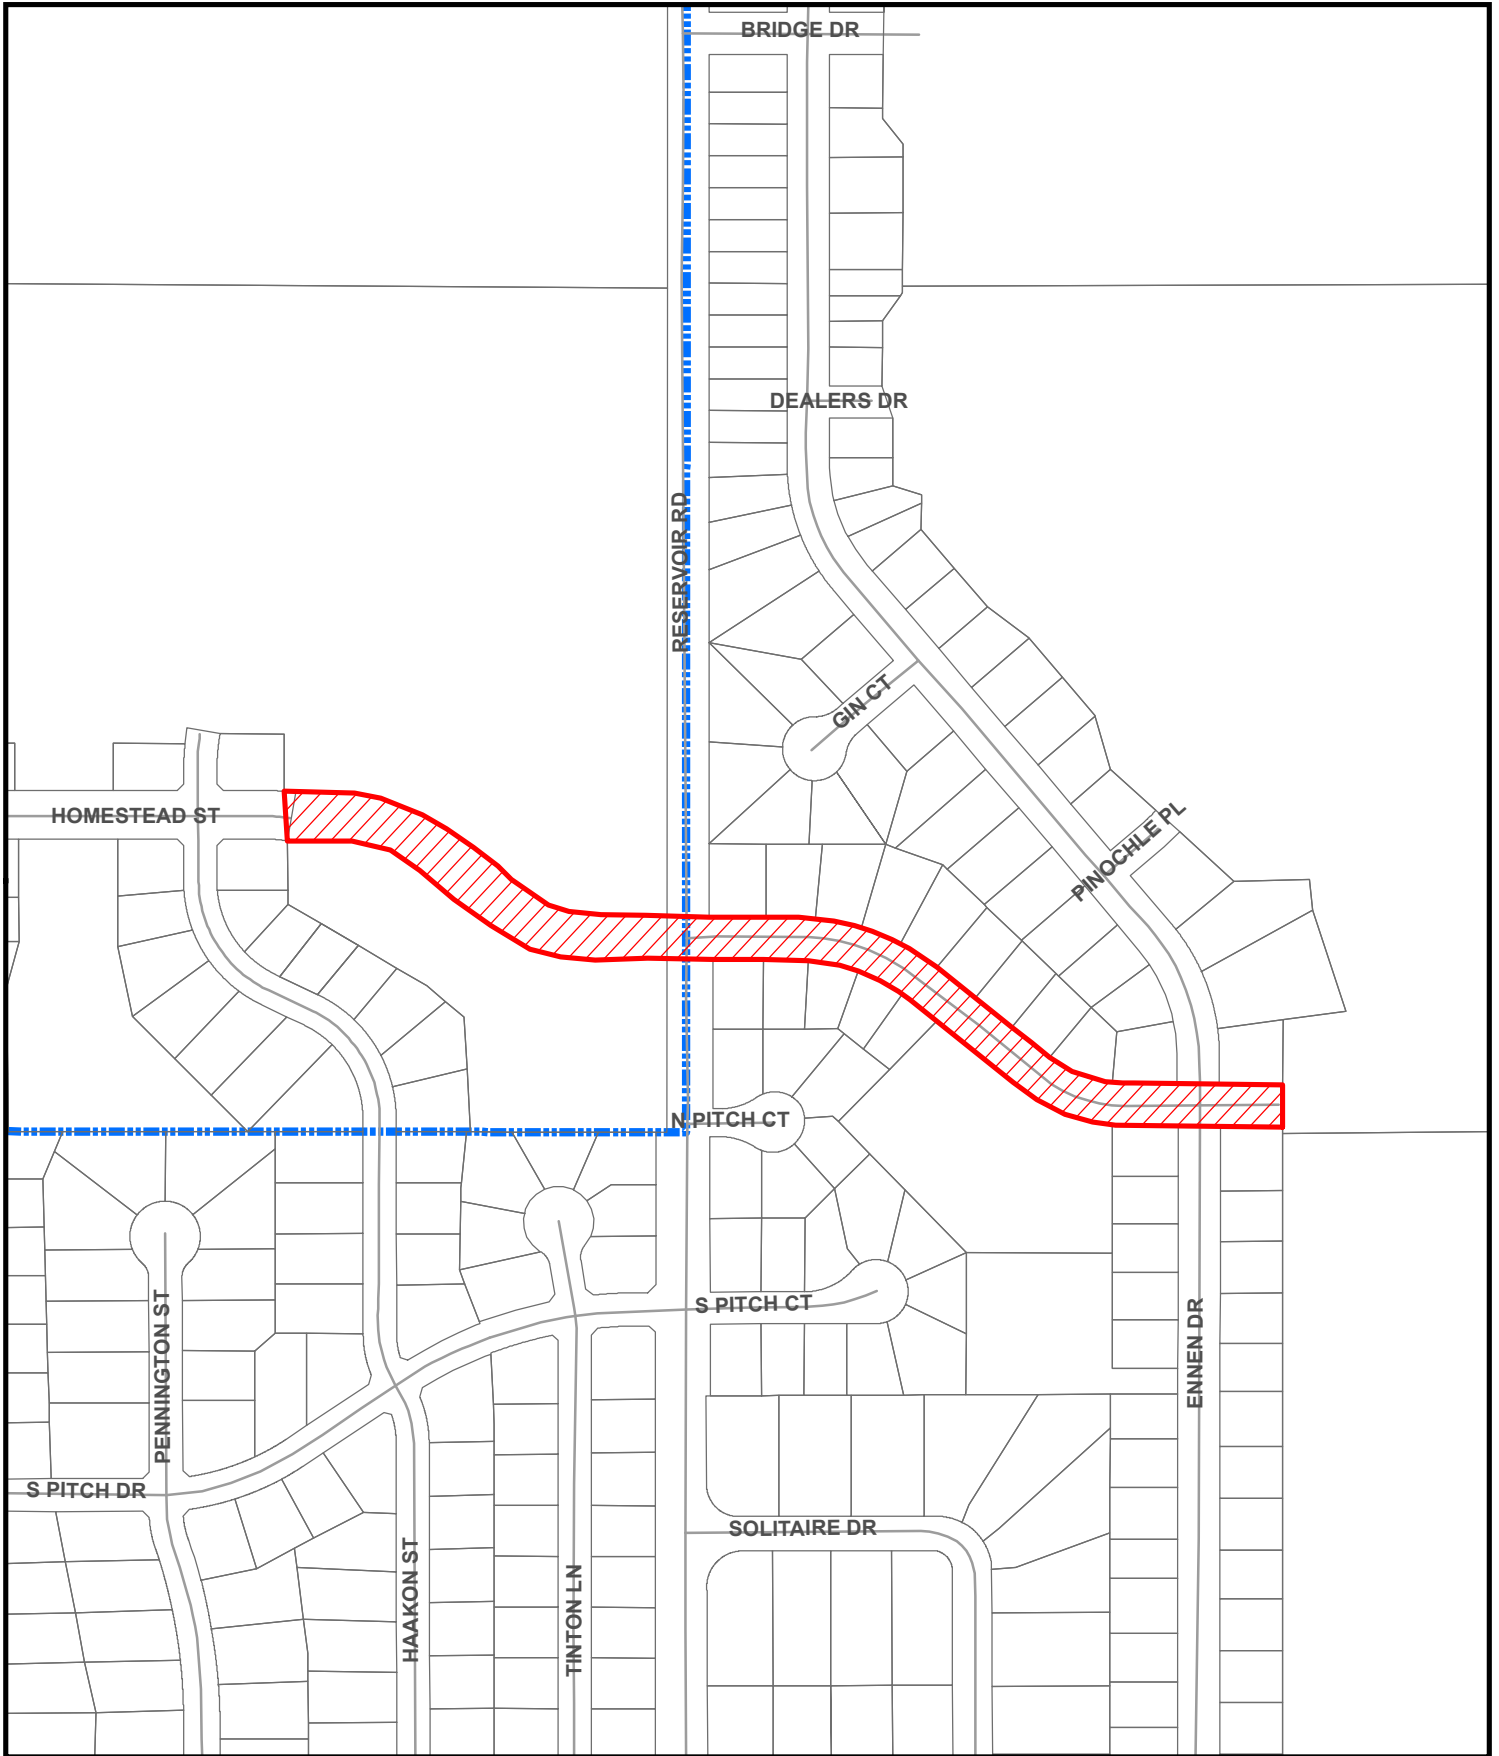 BRIDGE DR
DEALERS DR
RESERVOIR RD
GIN CT
HOMESTEAD ST
PINOCHLE PL
N PITCH CT
S PITCH CT
PENNINGTON ST
ENNEN DR
S PITCH DR
SOLITAIRE DR
HAAKON ST
TINTON LN